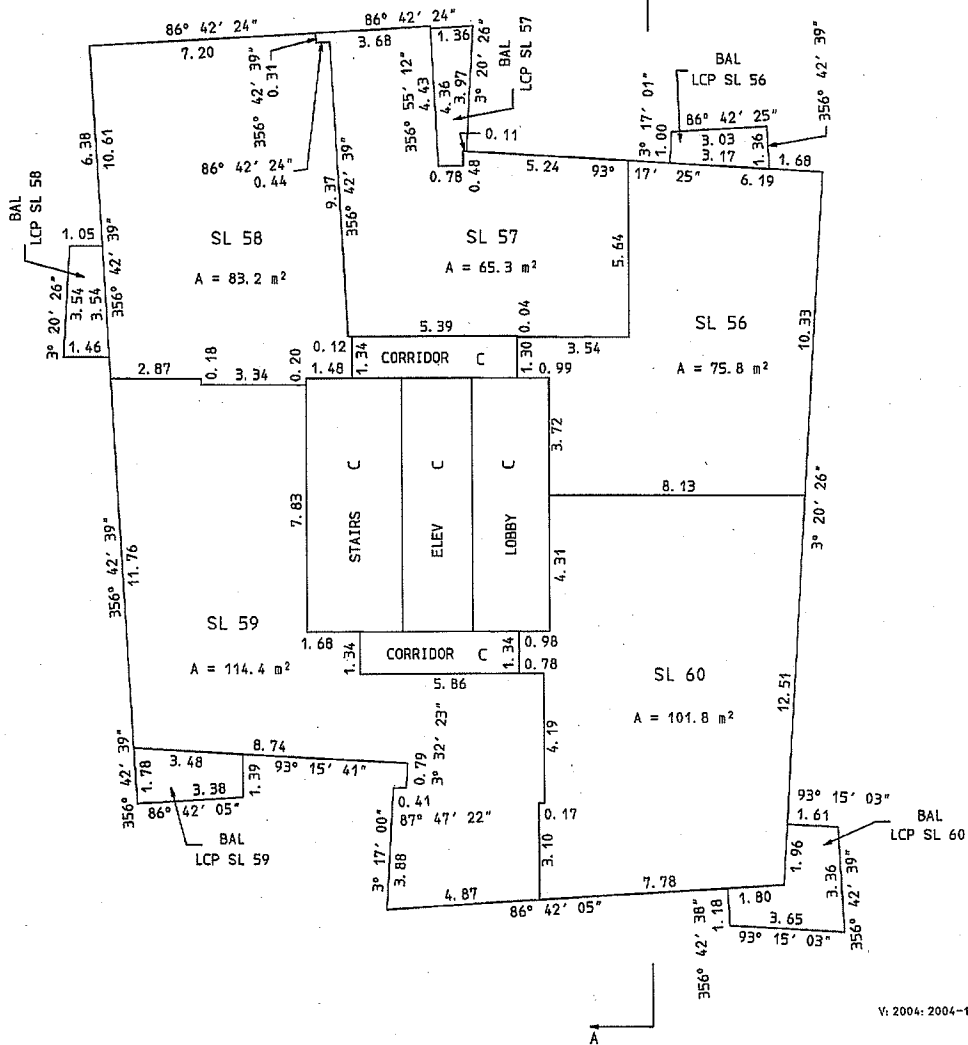 86° 42′ 24″
7.20
86° 42′ 24″
3.68
1.36
356° 42′ 39″
0.31
356° 55′ 12″
4.43
4.36
3.97
3° 20′ 26″
BAL
LCP SL 57
BAL
LCP SL 56
356° 42′ 39″
6.38
10.61
86° 42′ 24″
0.44
9.37
356° 42′ 39″
0.11
0.78
0.48
5.24
93° 17′ 25″
3° 17′ 01″
1.00
86° 42′ 25″
3.03
3.17
1.36
1.68
6.19
BAL
LCP SL 58
1.05
356° 42′ 39″
3° 20′ 26″
3.54
3.54
1.46
SL 58
A = 83.2 m²
SL 57
A = 65.3 m²
5.64
SL 56
A = 75.8 m²
10.33
5.39
0.04
3.54
0.12
1.34
CORRIDOR C
1.30
0.99
2.87
0.18
3.34
0.20
1.48
3.72
8.13
3° 20′ 26″
7.83
STAIRS C
ELEV C
LOBBY C
4.31
356° 42′ 39″
11.76
SL 59
A = 114.4 m²
1.68
1.34
CORRIDOR C
1.34
0.98
0.78
5.86
SL 60
A = 101.8 m²
12.51
4.19
8.74
93° 15′ 41″
3.48
356° 42′ 39″
1.78
3.38
86° 42′ 05″
1.39
BAL
LCP SL 59
0.79
3° 32′ 23″
0.41
87° 47′ 22″
3° 17′ 00″
3.88
0.17
3.10
4.87
86° 42′ 05″
7.78
93° 15′ 03″
1.61
BAL
LCP SL 60
1.96
3.36
356° 42′ 39″
1.80
1.18
356° 42′ 38″
3.65
93° 15′ 03″
A
V: 2004: 2004-1